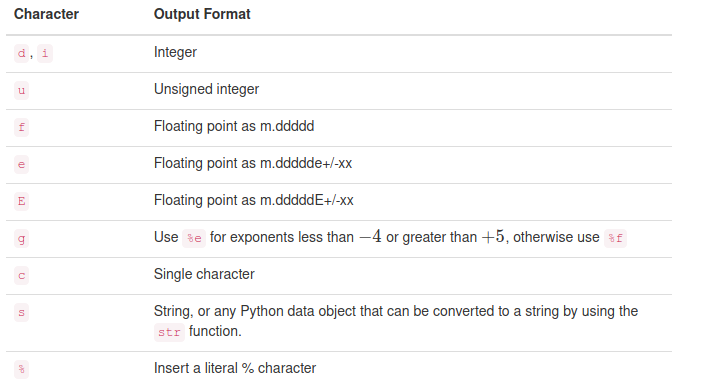 Character Output Format
d, i Integer
u Unsigned integer
f Floating point as m.ddddd
e Floating point as m.ddddde+/-xx
E Floating point as m.dddddE+/-xx
g Use %e for exponents less than −4 or greater than +5, otherwise use %f
c Single character
s String, or any Python data object that can be converted to a string by using the
str function.
% Insert a literal % character